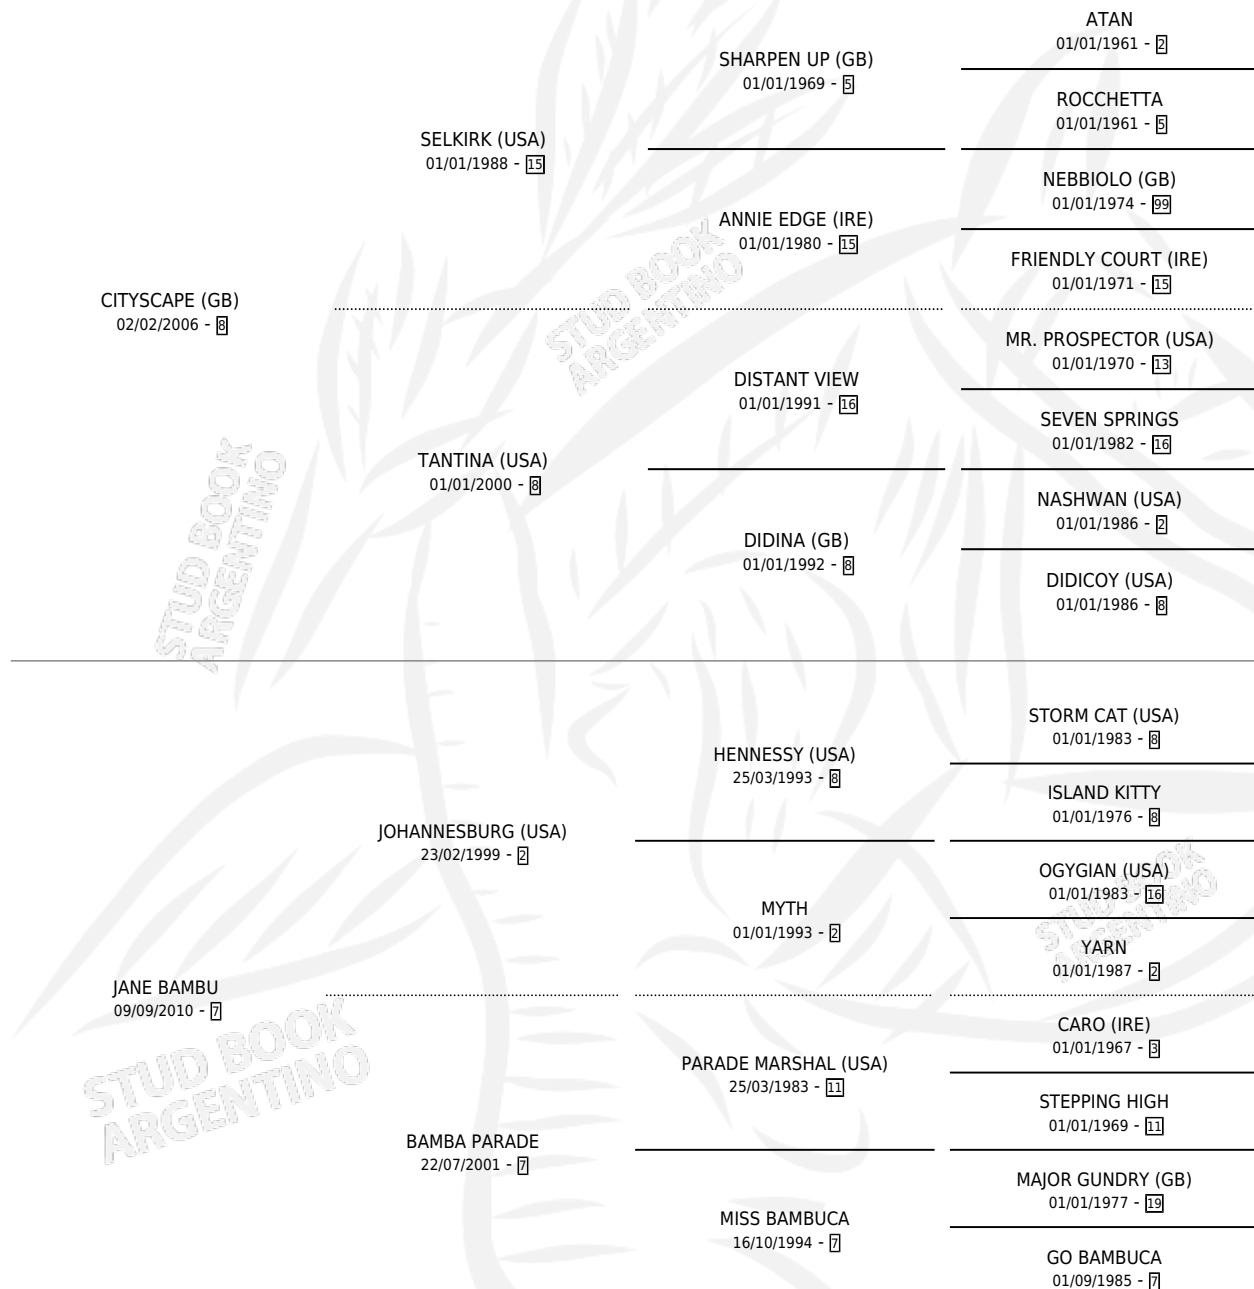 ATAN
01/01/1961 - 2
SHARPEN UP (GB)
01/01/1969 - 5
ROCCHETTA
01/01/1961 - 5
SELKIRK (USA)
01/01/1988 - 15
NEBBIOLO (GB)
01/01/1974 - 99
ANNIE EDGE (IRE)
01/01/1980 - 15
FRIENDLY COURT (IRE)
01/01/1971 - 15
CITYSCAPE (GB)
02/02/2006 - 8
STUD BOOK
ARGENTINO
MR. PROSPECTOR (USA)
01/01/1970 - 13
DISTANT VIEW
01/01/1991 - 16
SEVEN SPRINGS
01/01/1982 - 16
TANTINA (USA)
01/01/2000 - 8
NASHWAN (USA)
01/01/1986 - 2
DIDINA (GB)
01/01/1992 - 8
DIDICOY (USA)
01/01/1986 - 8
STUD BOOK
ARGENTINO
STORM CAT (USA)
01/01/1983 - 8
HENNESSY (USA)
25/03/1993 - 8
ISLAND KITTY
01/01/1976 - 8
JOHANNESBURG (USA)
23/02/1999 - 2
OGYGIAN (USA)
01/01/1983 - 16
MYTH
01/01/1993 - 2
YARN
01/01/1987 - 2
STUD BOOK
ARGENTINO
JANE BAMBU
09/09/2010 - 7
CARO (IRE)
01/01/1967 - 3
PARADE MARSHAL (USA)
25/03/1983 - 11
STEPPING HIGH
01/01/1969 - 11
STUD BOOK
ARGENTINO
BAMBA PARADE
22/07/2001 - 7
MAJOR GUNDRY (GB)
01/01/1977 - 19
MISS BAMBUCA
16/10/1994 - 7
GO BAMBUCA
01/09/1985 - 7